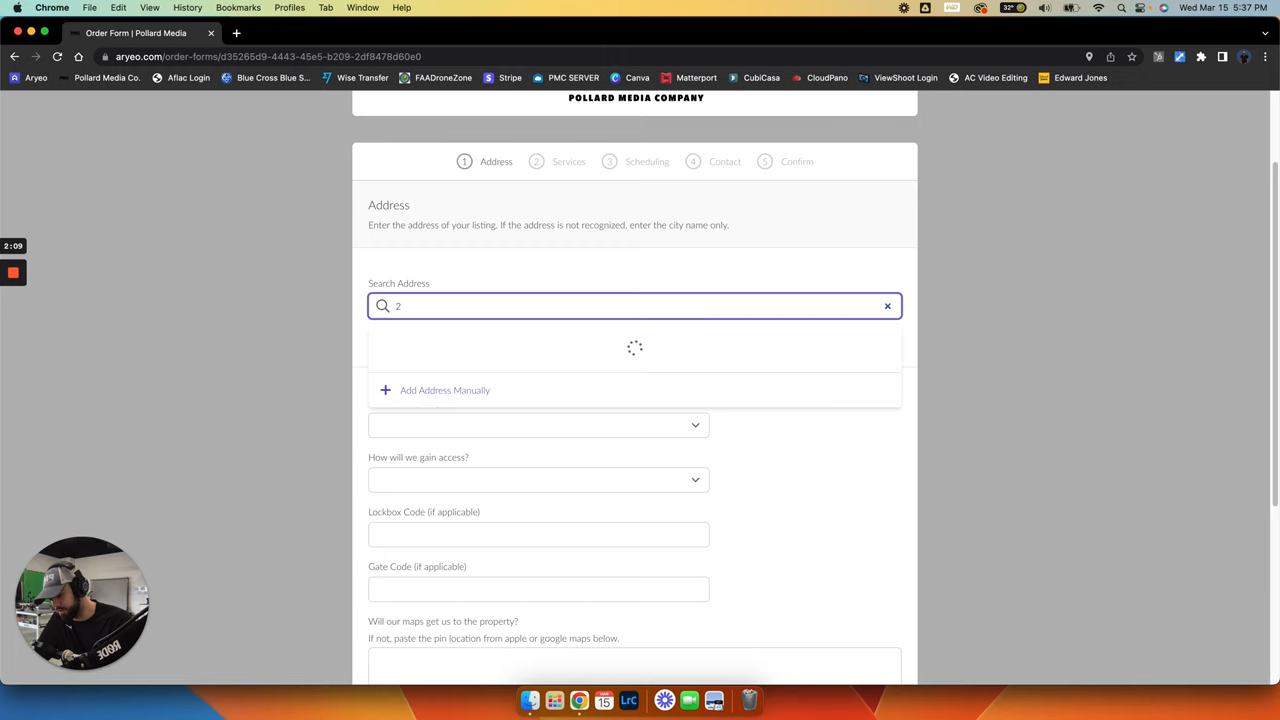 Chrome File Edit View History Bookmarks Profiles Tab Window Help 32° Wed Mar 15 5:37 PM
Order Form | Pollard Media
aryeo.com/order-forms/d35265d9-4443-45e5-b209-2df8478d60e0
Aryeo Pollard Media Co. Aflac Login Blue Cross Blue S... Wise Transfer FAADroneZone Stripe PMC SERVER Canva Matterport CubiCasa CloudPano ViewShoot Login AC Video Editing Edward Jones
POLLARD MEDIA COMPANY
1 Address 2 Services 3 Scheduling 4 Contact 5 Confirm
Address
Enter the address of your listing. If the address is not recognized, enter the city name only.
2:09
Search Address
2
Add Address Manually
How will we gain access?
Lockbox Code (if applicable)
Gate Code (if applicable)
Will our maps get us to the property?
If not, paste the pin location from apple or google maps below.
RØDE
MAR
15
LrC